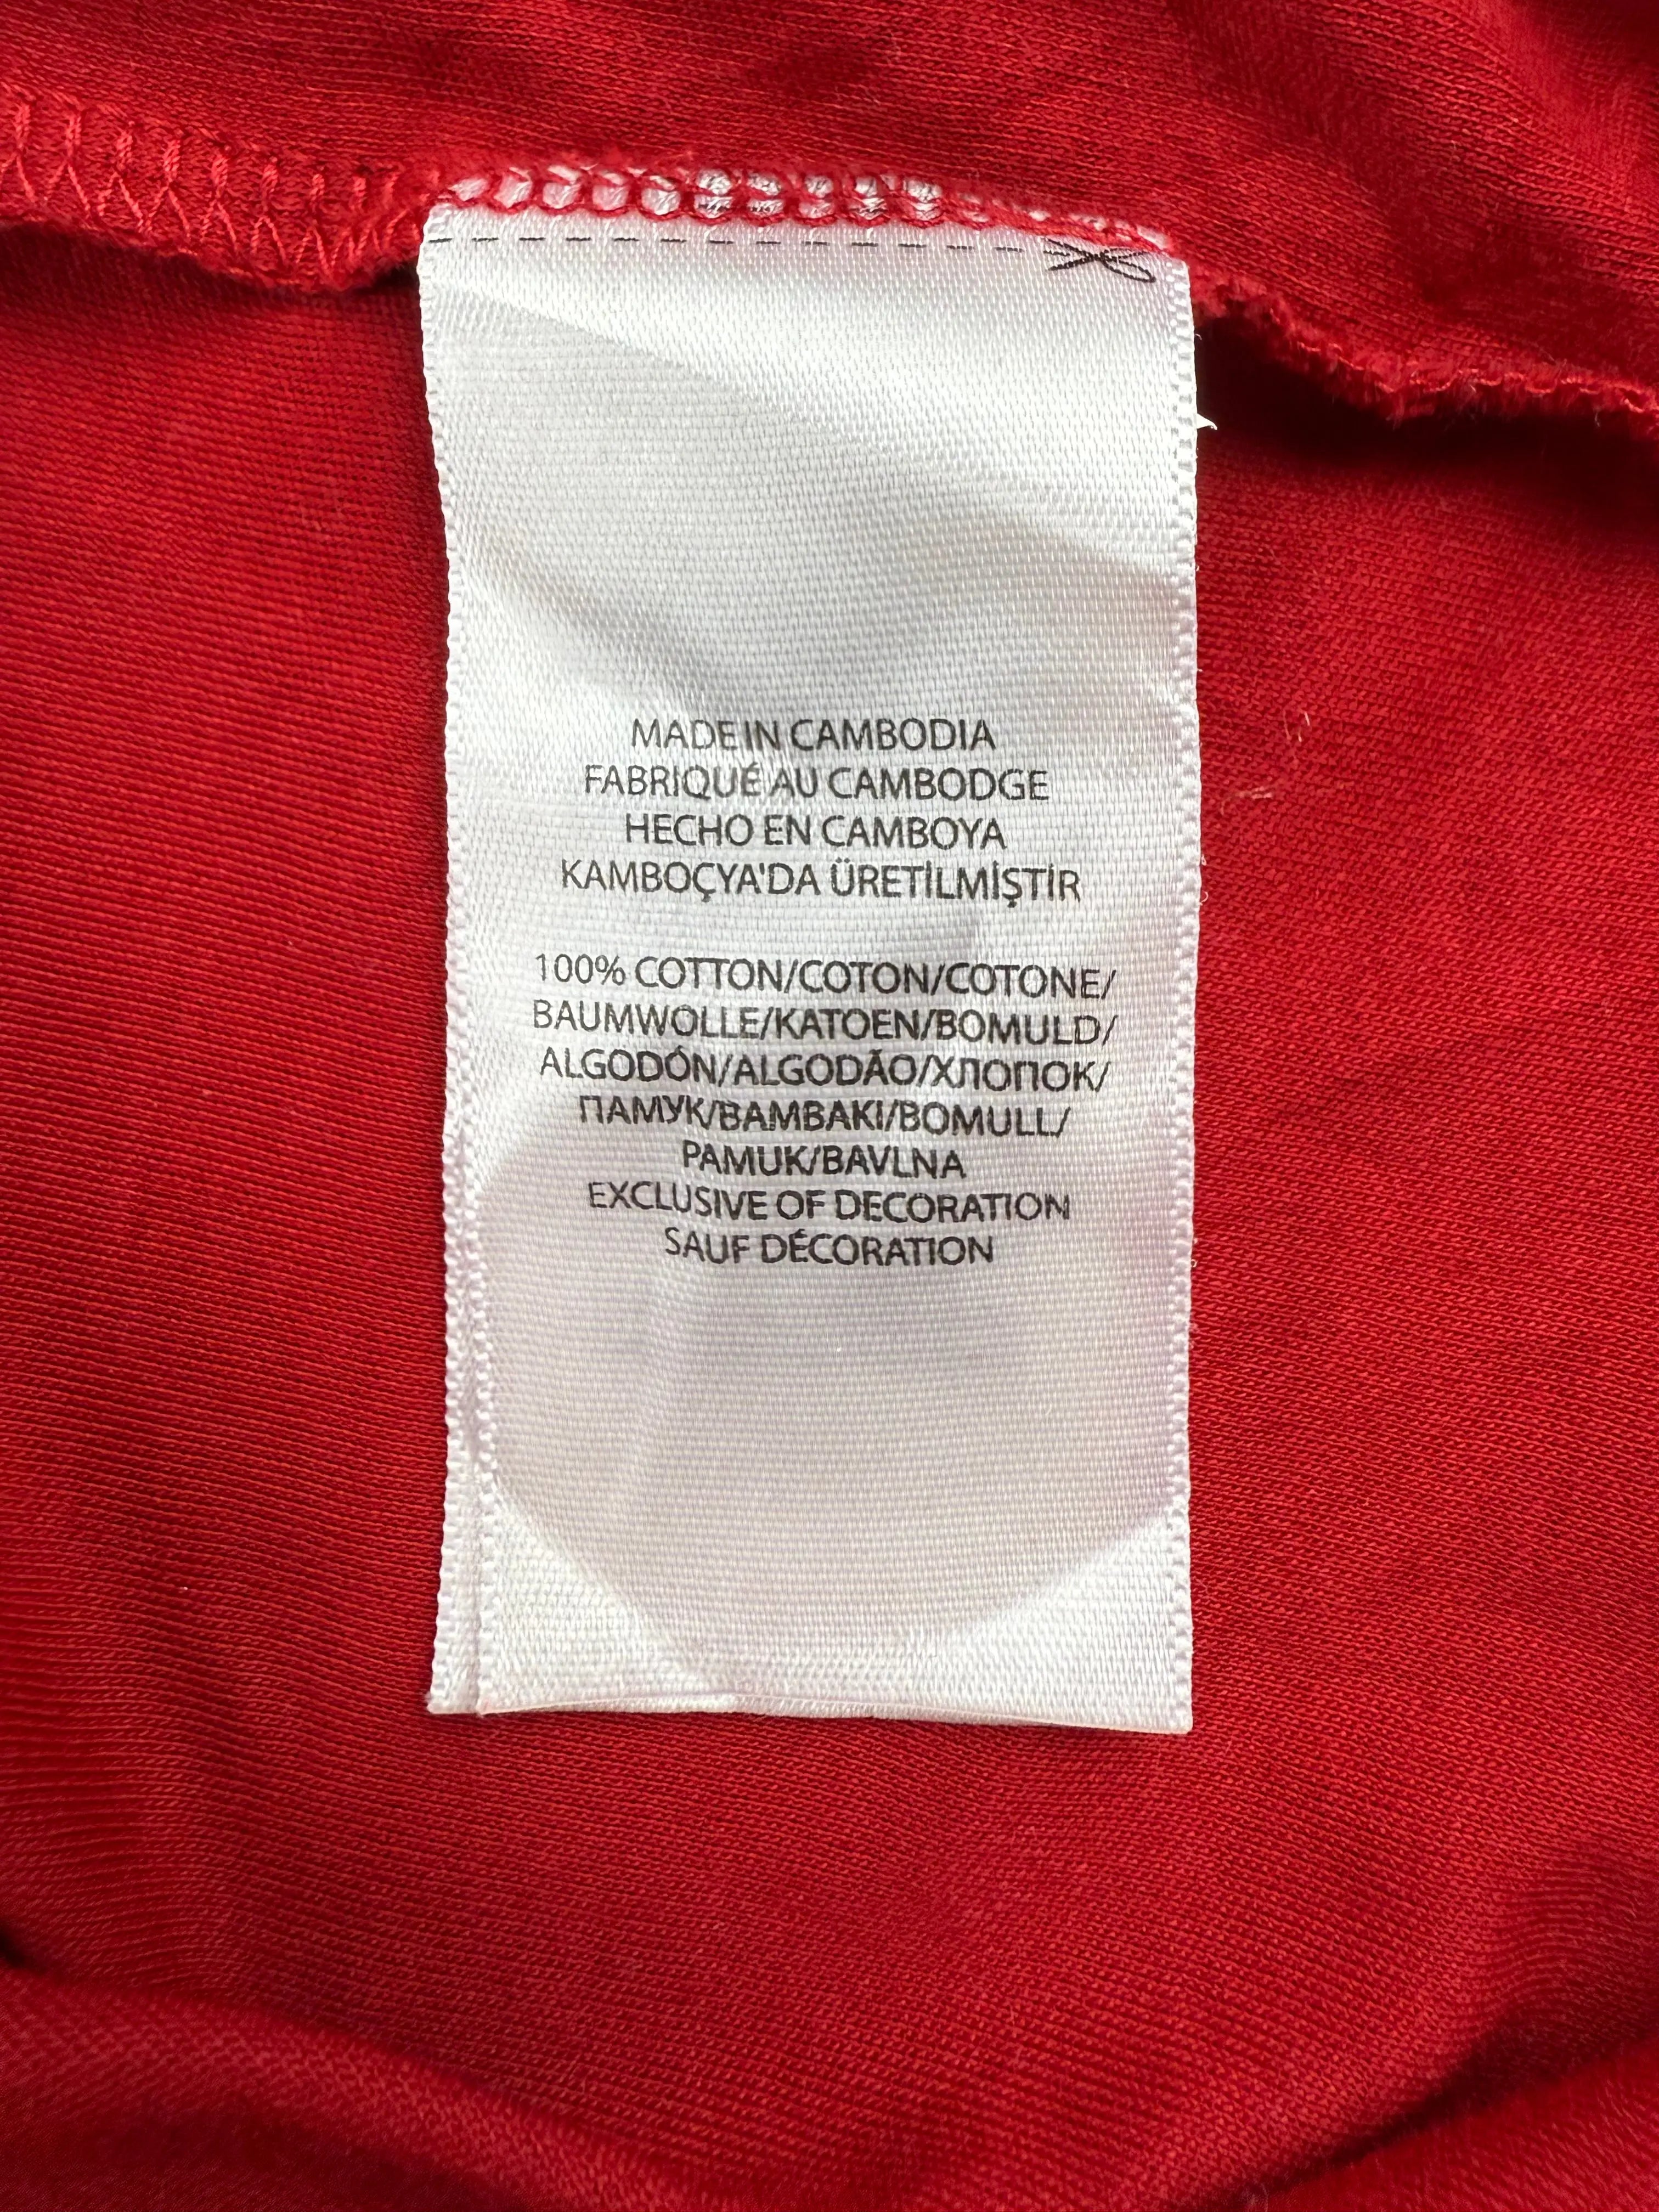 MADE IN CAMBODIA
FABRIQUÉ AU CAMBODGE
HECHO EN CAMBOYA
KAMBOÇYA'DA ÜRETİLMİŞTİR
100% COTTON/COTON/COTONE/
BAUMWOLLE/KATOEN/BOMULD/
ALGODÓN/ALGODÃO/ХЛОПОК/
ПАМУК/BAMBAKI/BOMULL/
PAMUK/BAVLNA
EXCLUSIVE OF DECORATION
SAUF DÉCORATION